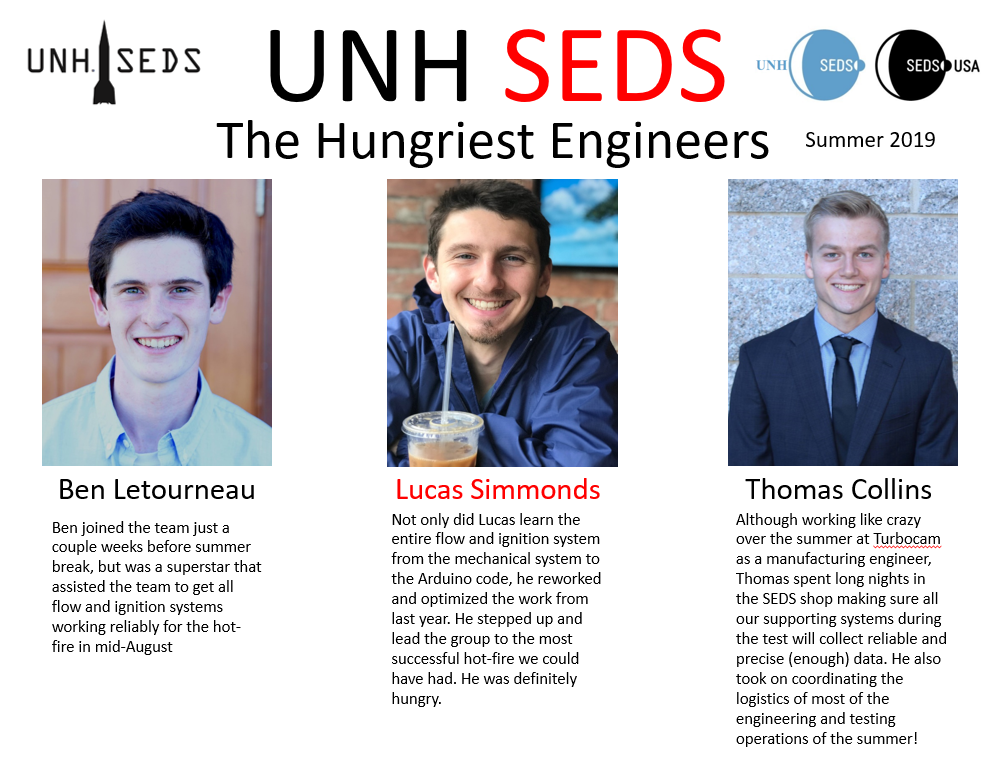 UNH SEDS
UNH SEDS
UNH SEDS
SEDS USA
The Hungriest Engineers
Summer 2019
Ben Letourneau
Ben joined the team just a
couple weeks before summer
break, but was a superstar that
assisted the team to get all
flow and ignition systems
working reliably for the hot-
fire in mid-August
Lucas Simmonds
Not only did Lucas learn the
entire flow and ignition system
from the mechanical system to
the Arduino code, he reworked
and optimized the work from
last year. He stepped up and
lead the group to the most
successful hot-fire we could
have had. He was definitely
hungry.
Thomas Collins
Although working like crazy
over the summer at Turbocam
as a manufacturing engineer,
Thomas spent long nights in
the SEDS shop making sure all
our supporting systems during
the test will collect reliable and
precise (enough) data. He also
took on coordinating the
logistics of most of the
engineering and testing
operations of the summer!